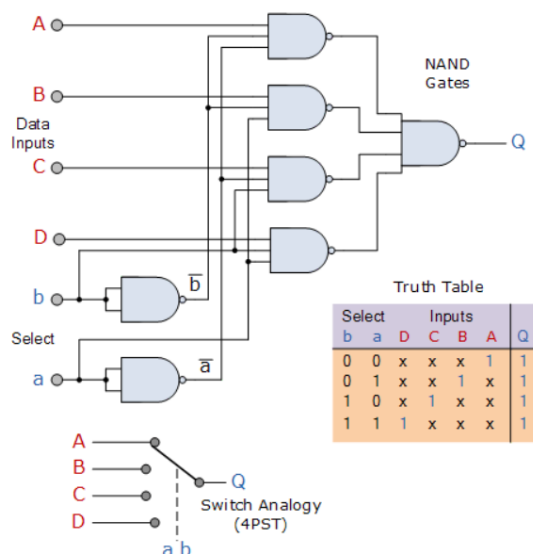 A
B
Data
Inputs
C
D
b
b̅
Select
a
a̅
NAND
Gates
Q
Truth Table
Select Inputs
b a D C B A Q
0 0 x x x 1 1
0 1 x x 1 x 1
1 0 x 1 x x 1
1 1 1 x x x 1
A
B
C
D
Q
Switch Analogy
(4PST)
a b